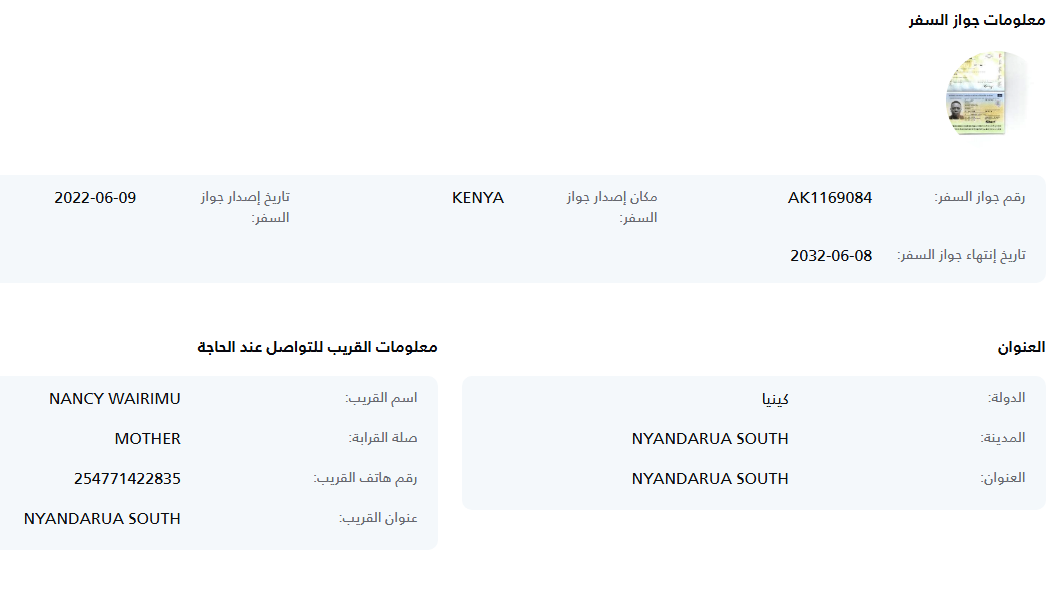 معلومات جواز السفر
رقم جواز السفر: AK1169084
مكان إصدار جواز السفر: KENYA
تاريخ إصدار جواز السفر: 2022-06-09
تاريخ إنتهاء جواز السفر: 2032-06-08
العنوان
الدولة: كينيا
المدينة: NYANDARUA SOUTH
العنوان: NYANDARUA SOUTH
معلومات القريب للتواصل عند الحاجة
اسم القريب: NANCY WAIRIMU
صلة القرابة: MOTHER
رقم هاتف القريب: 254771422835
عنوان القريب: NYANDARUA SOUTH